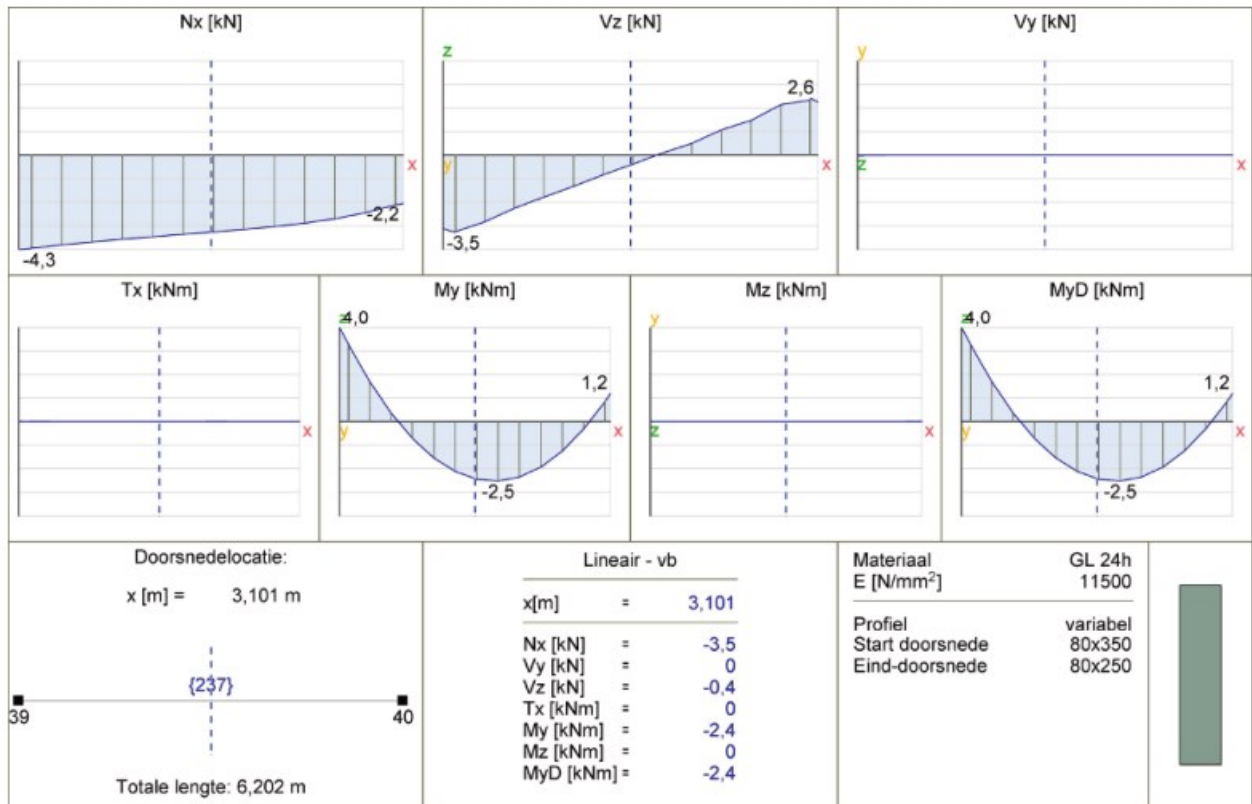 Nx [kN]
x
-4,3
-2,2
Vz [kN]
z
y
x
-3,5
2,6
Vy [kN]
y
z
x
Tx [kNm]
x
My [kNm]
z
4,0
y
x
-2,5
1,2
Mz [kNm]
y
z
x
MyD [kNm]
z
4,0
y
x
-2,5
1,2
Doorsnedelocatie:
x [m] = 3,101 m
{237}
39
40
Totale lengte: 6,202 m
Lineair - vb
x[m] = 3,101
Nx [kN] = -3,5
Vy [kN] = 0
Vz [kN] = -0,4
Tx [kNm] = 0
My [kNm] = -2,4
Mz [kNm] = 0
MyD [kNm] = -2,4
Materiaal GL 24h
E [N/mm²] 11500
Profiel variabel
Start doorsnede 80x350
Eind-doorsnede 80x250